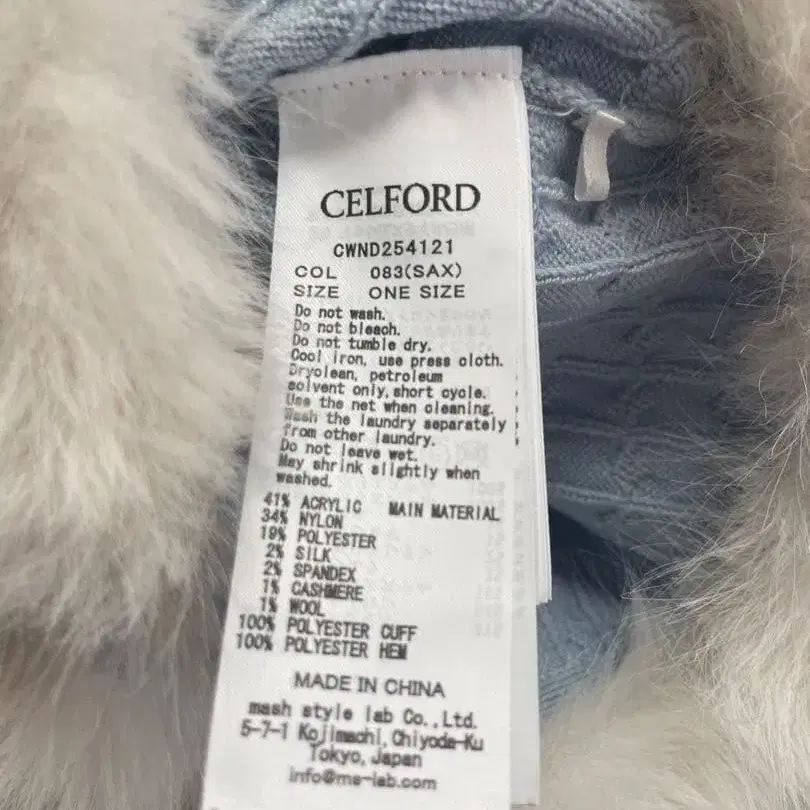 CELFORD
CWND254121
COL 083(SAX)
SIZE ONE SIZE
Do not wash.
Do not bleach.
Do not tumble dry.
Cool iron, use press cloth.
Dryclean, petroleum
solvent only, short cycle.
Use the net when cleaning.
Wash the laundry separately
from other laundry.
Do not leave wet.
May shrink slightly when
washed.
41% ACRYLIC MAIN MATERIAL
34% NYLON
19% POLYESTER
2% SILK
2% SPANDEX
1% CASHMERE
1% WOOL
100% POLYESTER CUFF
100% POLYESTER HEM
MADE IN CHINA
mash style lab Co., Ltd.
5-7-1 Kojimachi, Chiyoda-Ku
Tokyo, Japan
info@ms-lab.com